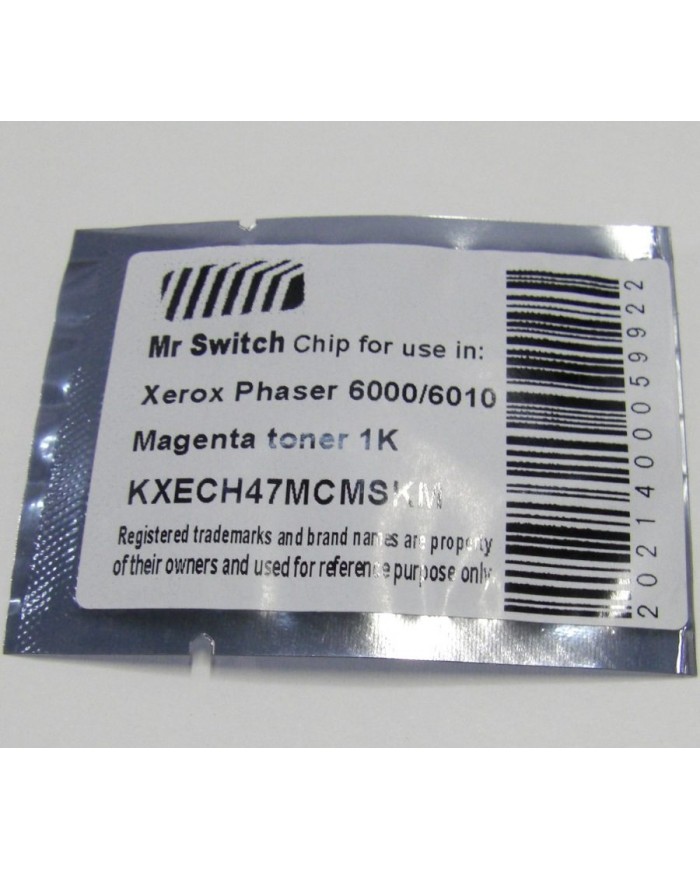 Mr Switch Chip for use in:
Xerox Phaser 6000/6010
Magenta toner 1K
KXECH47MCMSKM
Registered trademarks and brand names are property
of their owners and used for reference purpose only.
2021400059922